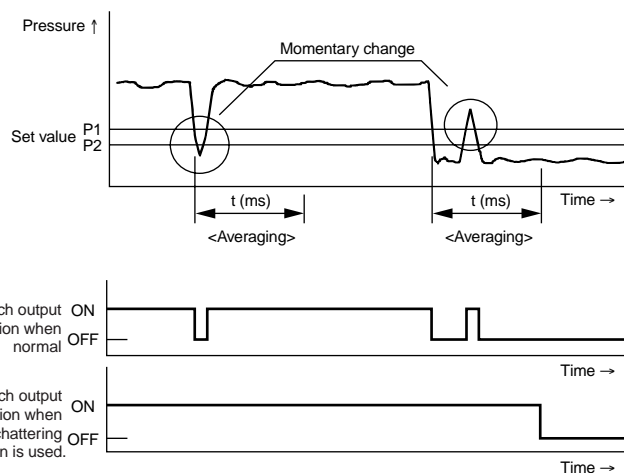 Pressure ↑
Momentary change
Set value
P1
P2
t (ms)
t (ms)
Time →
<Averaging>
<Averaging>
ch output
ion when
normal
ON
OFF
Time →
ch output
ion when
chattering
n is used.
ON
OFF
Time →